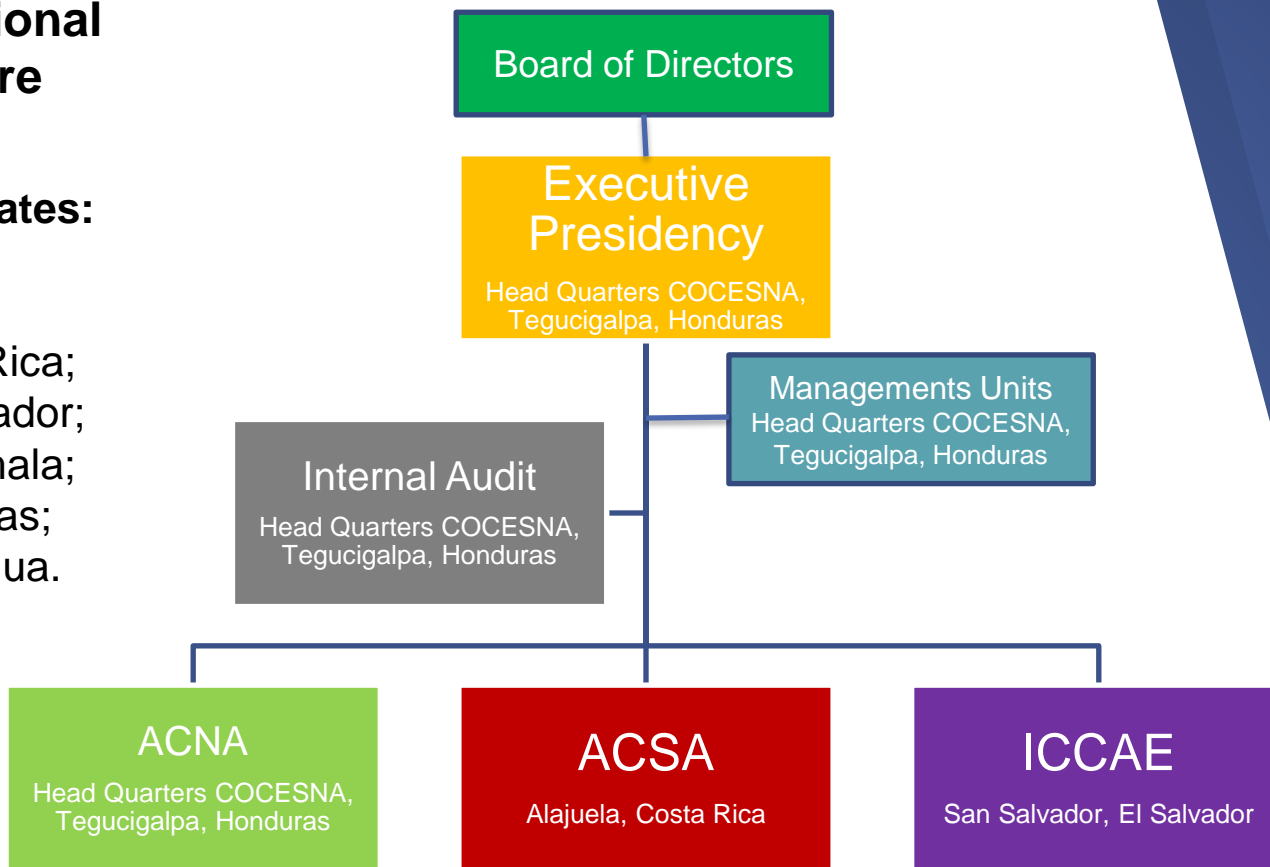 ional
re
ates:
Rica;
ador;
nala;
as;
ua.
Board of Directors
Executive
Presidency
Head Quarters COCESNA,
Tegucigalpa, Honduras
Managements Units
Head Quarters COCESNA,
Tegucigalpa, Honduras
Internal Audit
Head Quarters COCESNA,
Tegucigalpa, Honduras
ACNA
Head Quarters COCESNA,
Tegucigalpa, Honduras
ACSA
Alajuela, Costa Rica
ICCAE
San Salvador, El Salvador